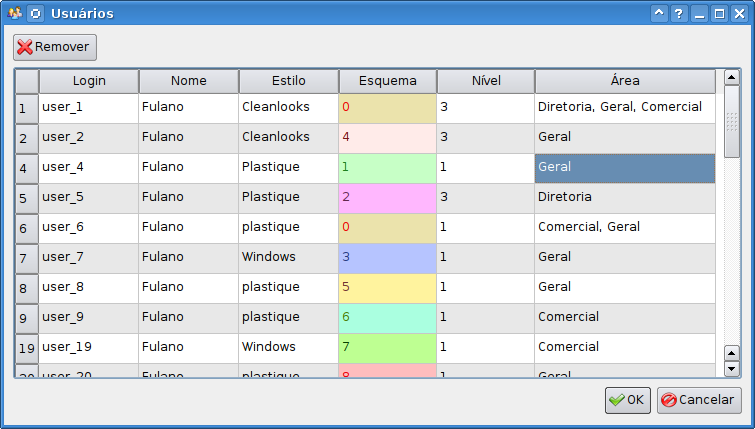 Usuários
Remover
Login Nome Estilo Esquema Nível Área
1 user_1 Fulano Cleanlooks 0 3 Diretoria, Geral, Comercial
2 user_2 Fulano Cleanlooks 4 3 Geral
4 user_4 Fulano Plastique 1 1 Geral
5 user_5 Fulano Plastique 2 3 Diretoria
6 user_6 Fulano plastique 0 1 Comercial, Geral
7 user_7 Fulano Windows 3 1 Geral
8 user_8 Fulano plastique 5 1 Geral
9 user_9 Fulano plastique 6 1 Comercial
19 user_19 Fulano Windows 7 1 Comercial
20 user_20 Fulano plastique 8 1 Geral
OK Cancelar